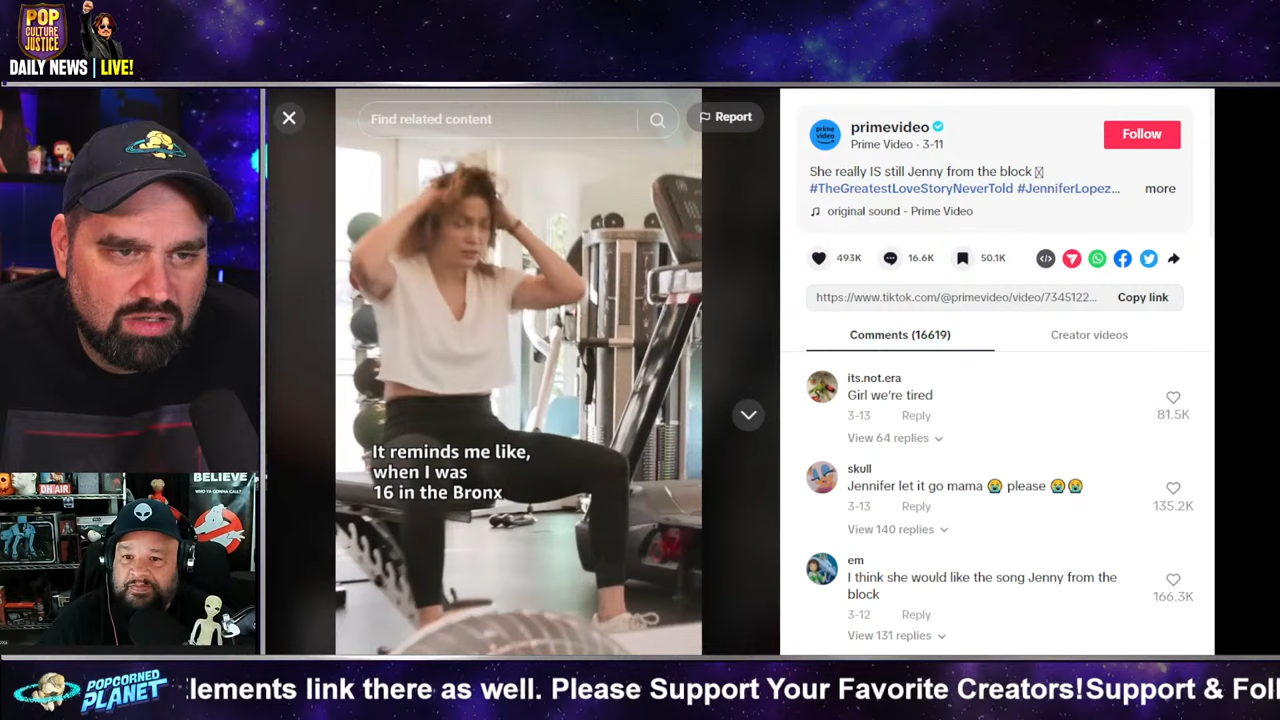 POP
CULTURE
JUSTICE
DAILY NEWS | LIVE!
Find related content
Report
It reminds me like,
when I was
16 in the Bronx
primevideo
Prime Video · 3-11
Follow
She really IS still Jenny from the block
#TheGreatestLoveStoryNeverTold #JenniferLopez...
more
original sound - Prime Video
493K
16.6K
50.1K
https://www.tiktok.com/@primevideo/video/7345122...
Copy link
Comments (16619)
Creator videos
its.not.era
Girl we're tired
3-13 Reply
81.5K
View 64 replies
skull
Jennifer let it go mama 😭 please 😭😭
3-13 Reply
135.2K
View 140 replies
em
I think she would like the song Jenny from the
block
3-12 Reply
166.3K
View 131 replies
ON AIR
BELIEVE
WHO YA GONNA CALL?
prime
video
POPCORNED
PLANET
lements link there as well. Please Support Your Favorite Creators!Support & Foll